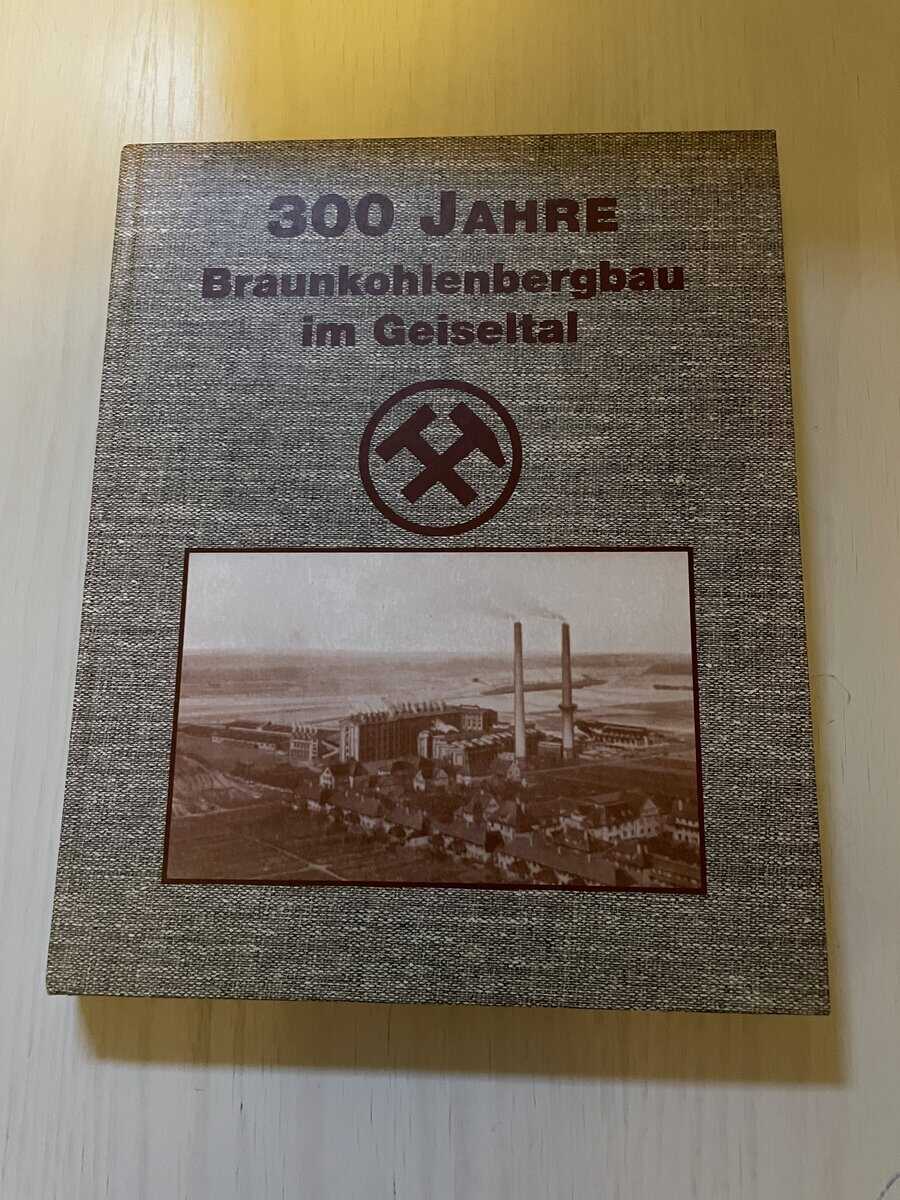 300 JAHRE
Braunkohlenbergbau
im Geiseltal